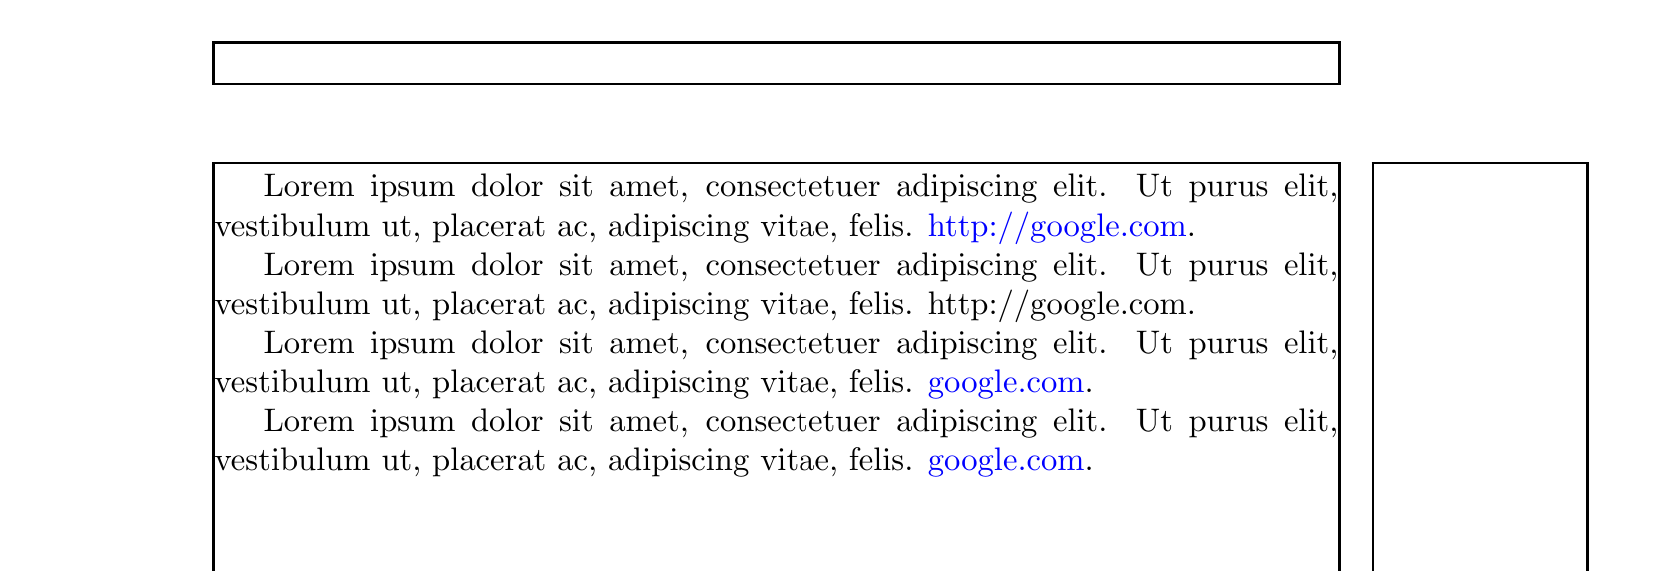 Lorem ipsum dolor sit amet, consectetuer adipiscing elit. Ut purus elit,
vestibulum ut, placerat ac, adipiscing vitae, felis. http://google.com.
Lorem ipsum dolor sit amet, consectetuer adipiscing elit. Ut purus elit,
vestibulum ut, placerat ac, adipiscing vitae, felis. http://google.com.
Lorem ipsum dolor sit amet, consectetuer adipiscing elit. Ut purus elit,
vestibulum ut, placerat ac, adipiscing vitae, felis. google.com.
Lorem ipsum dolor sit amet, consectetuer adipiscing elit. Ut purus elit,
vestibulum ut, placerat ac, adipiscing vitae, felis. google.com.